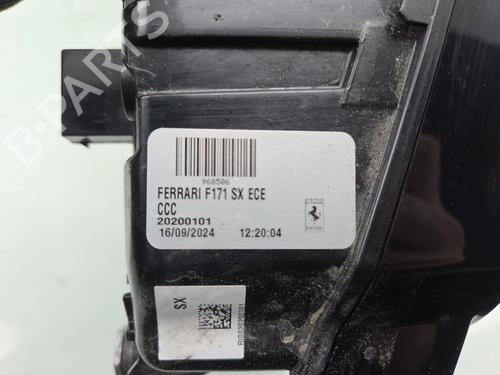 B-PARTS
960506
FERRARI F171 SX ECE
CCC
20200101
16/09/2024 12:20:04
SX